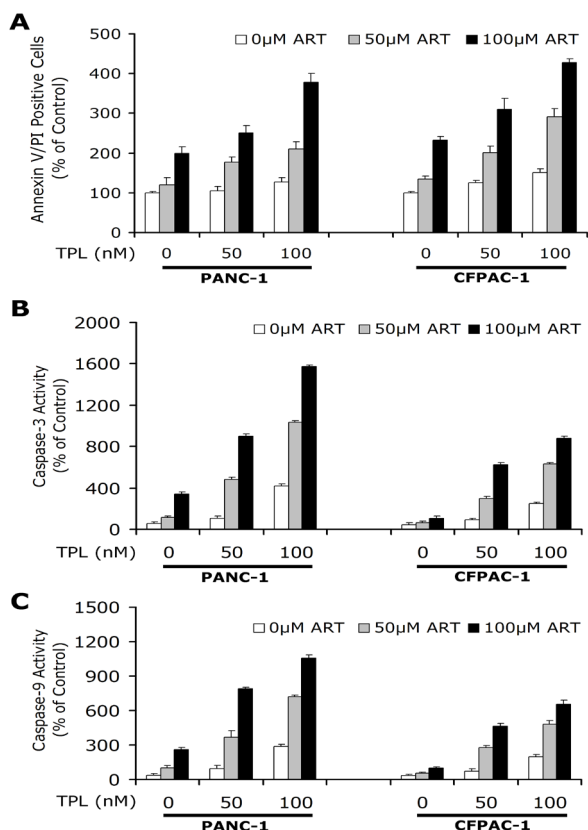 A
0µM ART 50µM ART 100µM ART
Annexin V/PI Positive Cells
(% of Control)
500
400
300
200
100
0
TPL (nM) 0 50 100 0 50 100
PANC-1 CFPAC-1
B
0µM ART 50µM ART 100µM ART
Caspase-3 Activity
(% of Control)
2000
1600
1200
800
400
0
TPL (nM) 0 50 100 0 50 100
PANC-1 CFPAC-1
C
0µM ART 50µM ART 100µM ART
Caspase-9 Activity
(% of Control)
1500
1200
900
600
300
0
TPL (nM) 0 50 100 0 50 100
PANC-1 CFPAC-1